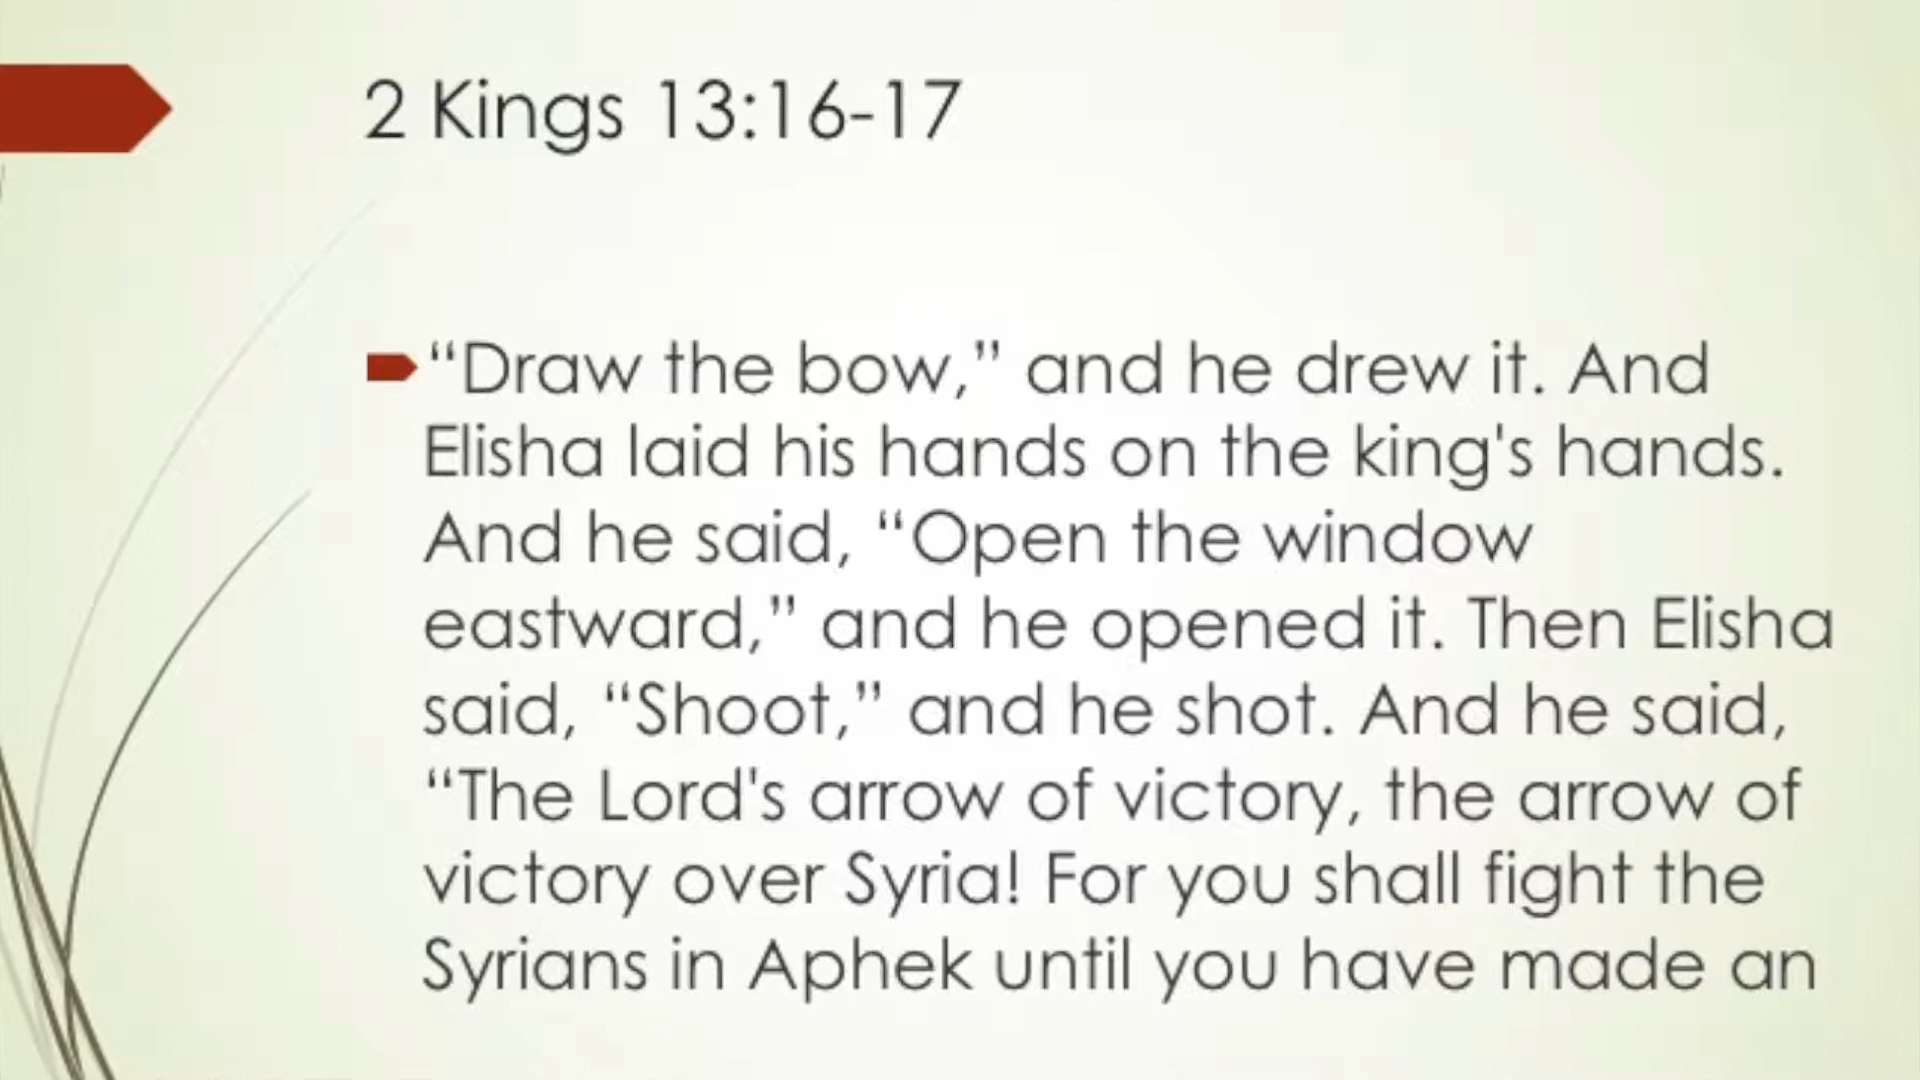 2 Kings 13:16-17
“Draw the bow,” and he drew it. And
Elisha laid his hands on the king's hands.
And he said, “Open the window
eastward,” and he opened it. Then Elisha
said, “Shoot,” and he shot. And he said,
“The Lord's arrow of victory, the arrow of
victory over Syria! For you shall fight the
Syrians in Aphek until you have made an